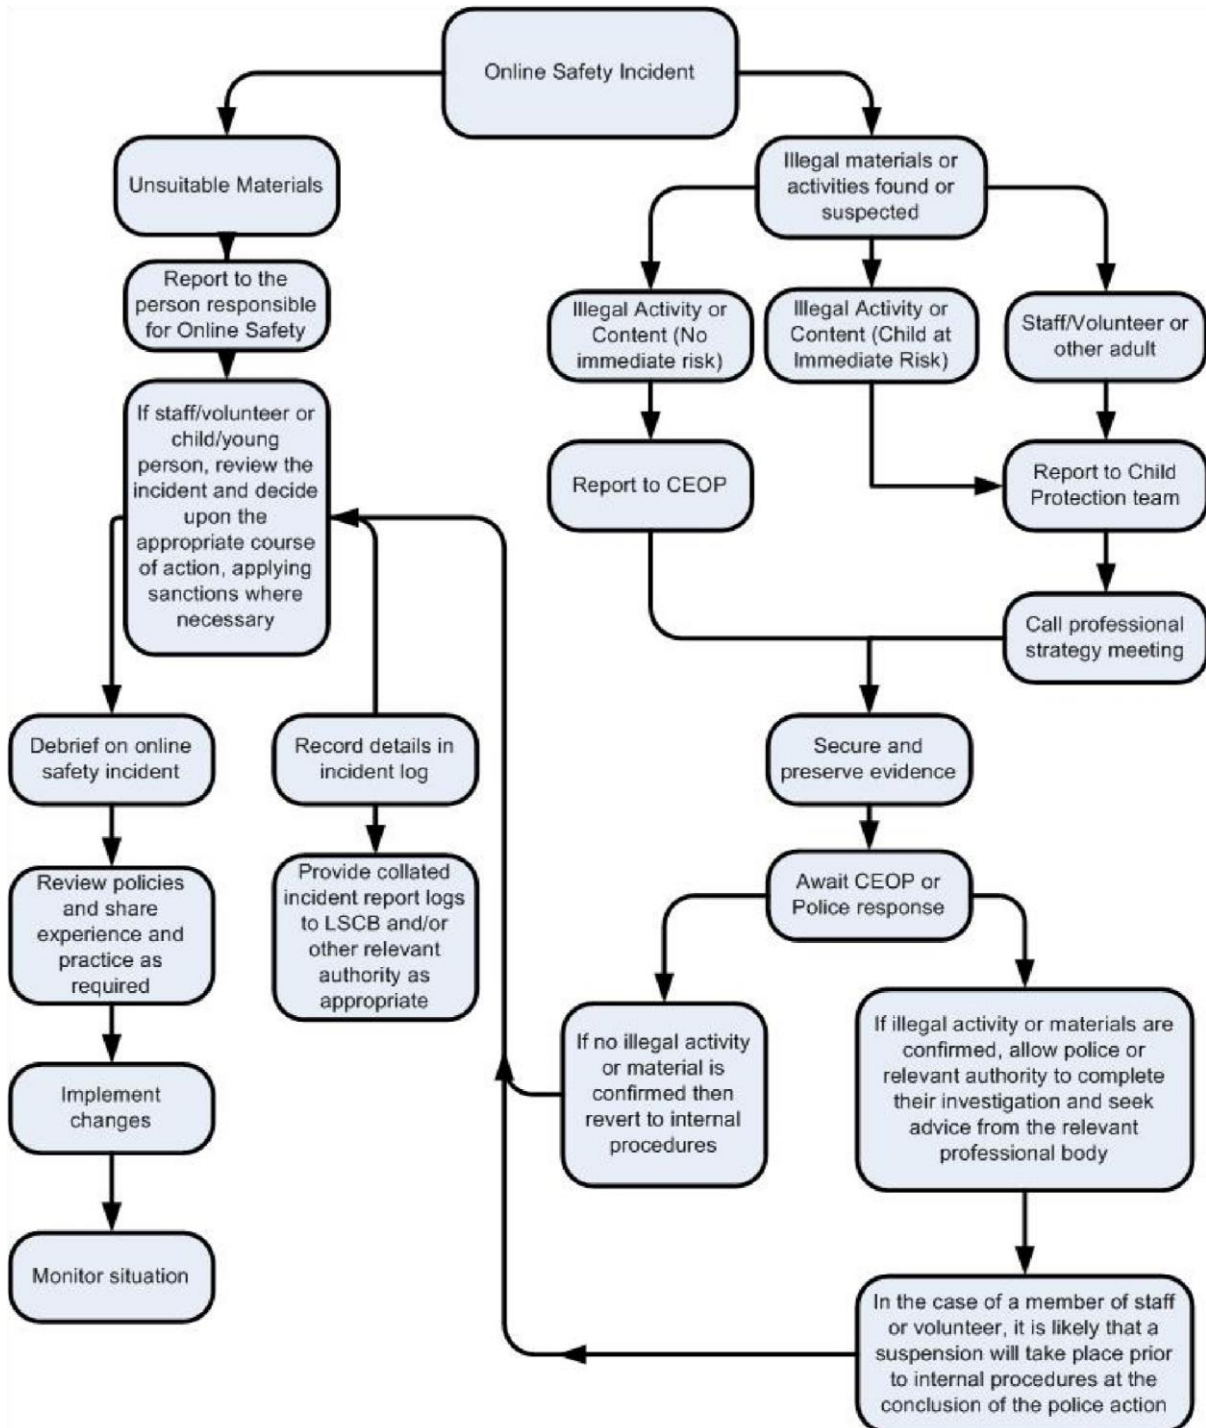 Online Safety Incident
Unsuitable Materials
Illegal materials or
activities found or
suspected
Report to the
person responsible
for Online Safety
Illegal Activity or
Content (No
immediate risk)
Illegal Activity or
Content (Child at
Immediate Risk)
Staff/Volunteer or
other adult
If staff/volunteer or
child/young
person, review the
incident and decide
upon the
appropriate course
of action, applying
sanctions where
necessary
Report to CEOP
Report to Child
Protection team
Call professional
strategy meeting
Debrief on online
safety incident
Record details in
incident log
Secure and
preserve evidence
Review policies
and share
experience and
practice as
required
Provide collated
incident report logs
to LSCB and/or
other relevant
authority as
appropriate
Await CEOP or
Police response
If no illegal activity
or material is
confirmed then
revert to internal
procedures
If illegal activity or materials are
confirmed, allow police or
relevant authority to complete
their investigation and seek
advice from the relevant
professional body
Implement
changes
Monitor situation
In the case of a member of staff
or volunteer, it is likely that a
suspension will take place prior
to internal procedures at the
conclusion of the police action